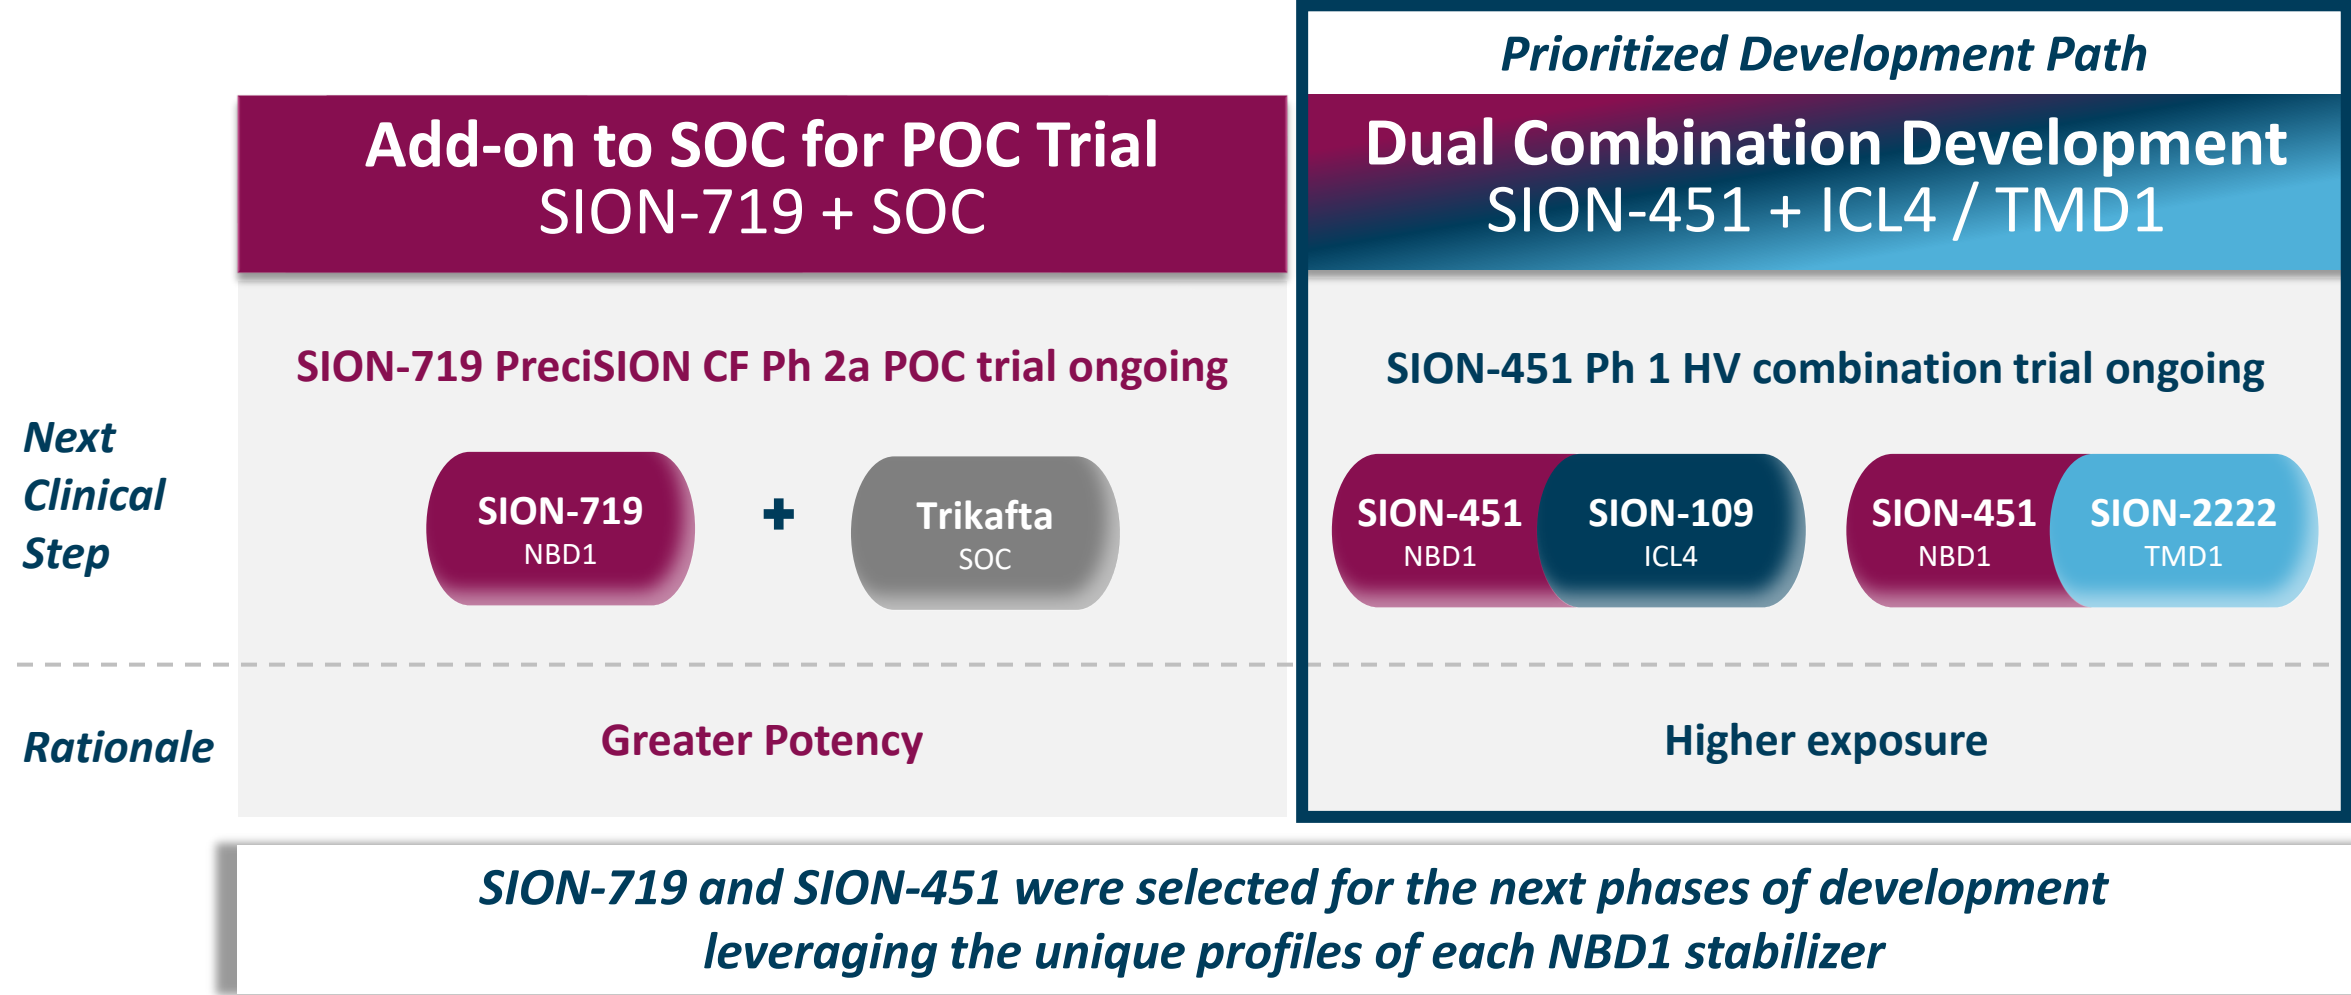 Prioritized Development Path
Add-on to SOC for POC Trial
SION-719 + SOC
Dual Combination Development
SION-451 + ICL4 / TMD1
Next
Clinical
Step
SION-719 PreciSION CF Ph 2a POC trial ongoing
SION-719
NBD1
+
Trikafta
SOC
SION-451 Ph 1 HV combination trial ongoing
SION-451
NBD1
SION-109
ICL4
SION-451
NBD1
SION-2222
TMD1
Rationale
Greater Potency
Higher exposure
SION-719 and SION-451 were selected for the next phases of development
leveraging the unique profiles of each NBD1 stabilizer